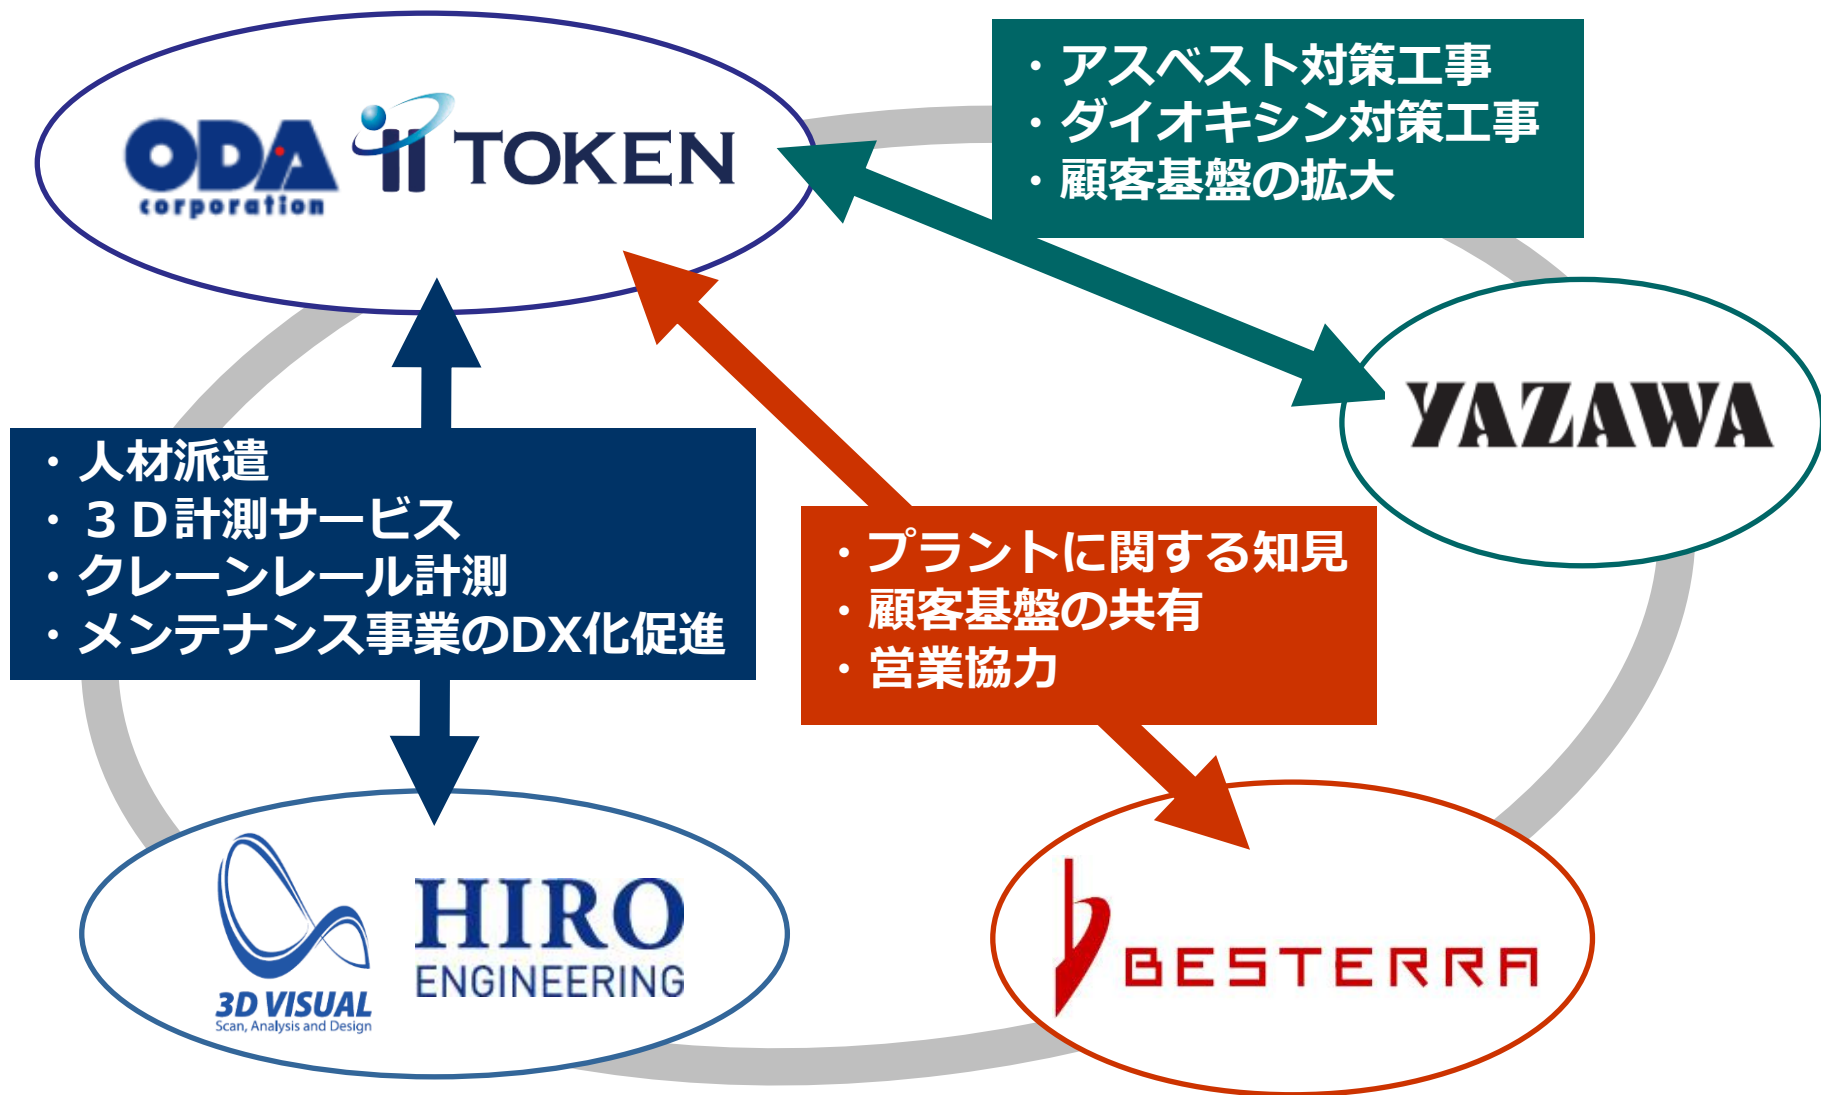 ODA
corporation
TOKEN
・アスベスト対策工事
・ダイオキシン対策工事
・顧客基盤の拡大
YAZAWA
・人材派遣
・３Ｄ計測サービス
・クレーンレール計測
・メンテナンス事業のDX化促進
・プラントに関する知見
・顧客基盤の共有
・営業協力
3D VISUAL
Scan, Analysis and Design
HIRO
ENGINEERING
BESTERRA